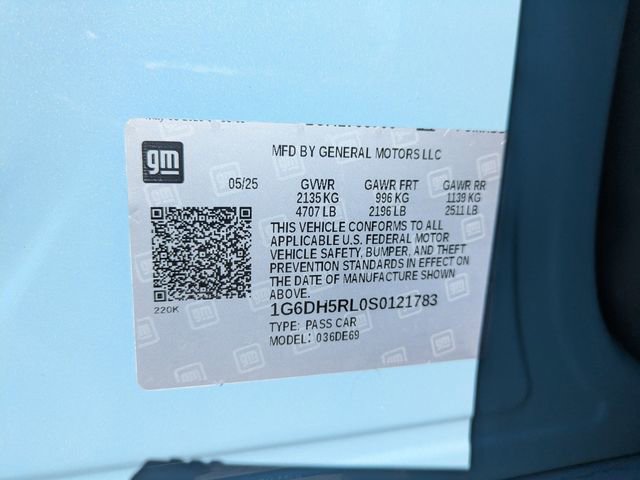 gm
MFD BY GENERAL MOTORS LLC
05/25 GVWR GAWR FRT GAWR RR
2135 KG 996 KG 1139 KG
4707 LB 2196 LB 2511 LB
THIS VEHICLE CONFORMS TO ALL
APPLICABLE U.S. FEDERAL MOTOR
VEHICLE SAFETY, BUMPER, AND THEFT
PREVENTION STANDARDS IN EFFECT ON
THE DATE OF MANUFACTURE SHOWN
ABOVE.
220K
1G6DH5RL0S0121783
TYPE: PASS CAR
MODEL: 036DE69